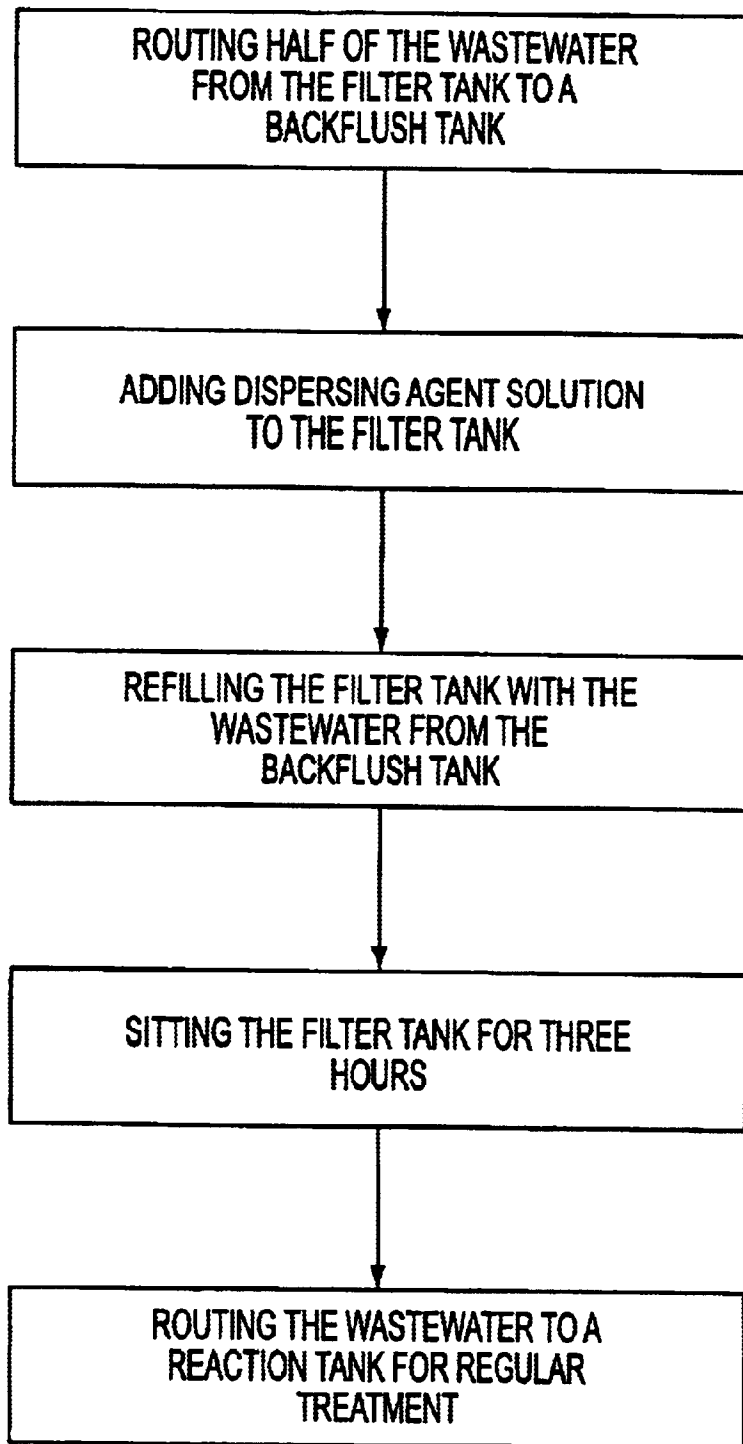 ROUTING HALF OF THE WASTEWATER
FROM THE FILTER TANK TO A
BACKFLUSH TANK
ADDING DISPERSING AGENT SOLUTION
TO THE FILTER TANK
REFILLING THE FILTER TANK WITH THE
WASTEWATER FROM THE
BACKFLUSH TANK
SITTING THE FILTER TANK FOR THREE
HOURS
ROUTING THE WASTEWATER TO A
REACTION TANK FOR REGULAR
TREATMENT